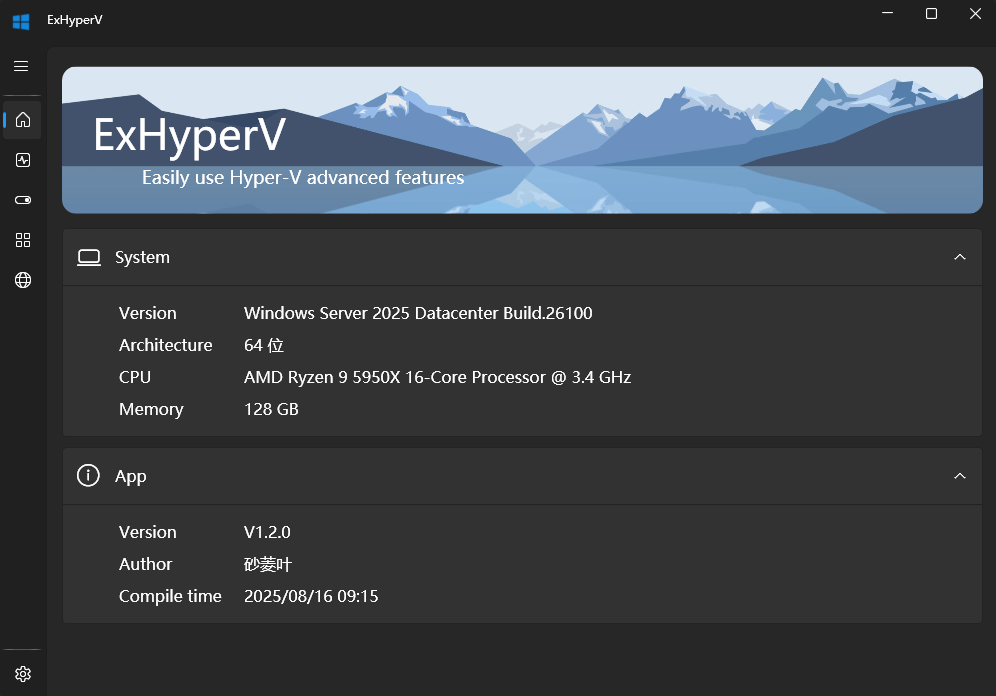 ExHyperV
ExHyperV
Easily use Hyper-V advanced features
System
Version Windows Server 2025 Datacenter Build.26100
Architecture 64 位
CPU AMD Ryzen 9 5950X 16-Core Processor @ 3.4 GHz
Memory 128 GB
App
Version V1.2.0
Author 砂菱叶
Compile time 2025/08/16 09:15